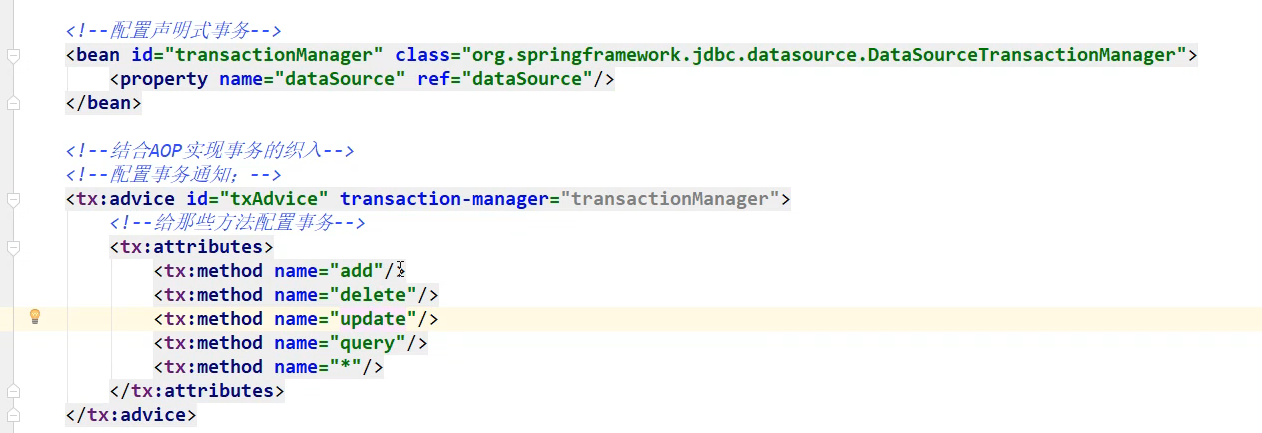 <!--配置声明式事务-->
<bean id="transactionManager" class="org.springframework.jdbc.datasource.DataSourceTransactionManager">
<property name="dataSource" ref="dataSource"/>
</bean>
<!--结合AOP实现事务的织入-->
<!--配置事务通知；-->
<tx:advice id="txAdvice" transaction-manager="transactionManager">
<!--给那些方法配置事务-->
<tx:attributes>
<tx:method name="add"/>
<tx:method name="delete"/>
<tx:method name="update"/>
<tx:method name="query"/>
<tx:method name="*"/>
</tx:attributes>
</tx:advice>